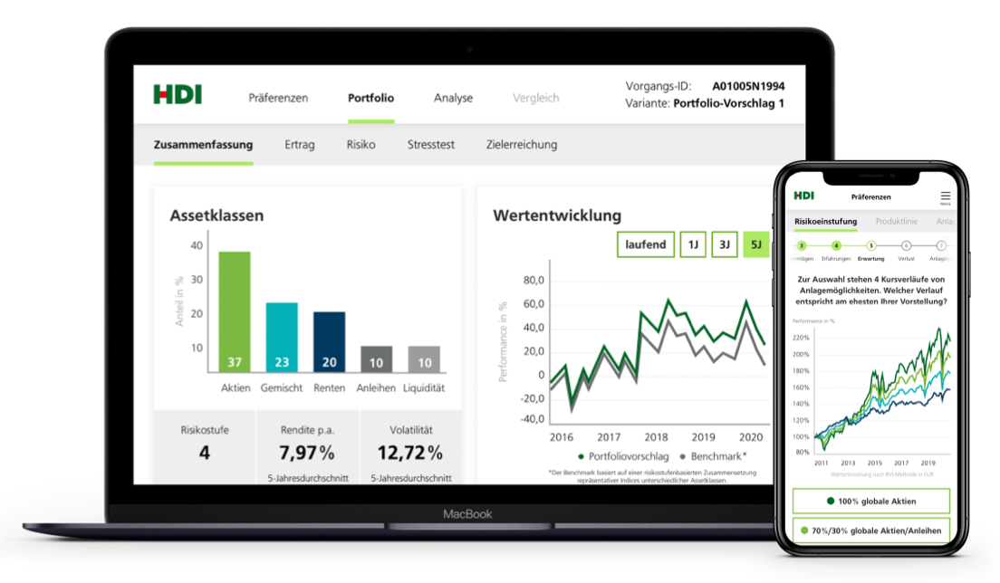 HDI
Präferenzen
Portfolio
Analyse
Vergleich
Vorgangs-ID: A01005N1994
Variante: Portfolio-Vorschlag 1
Zusammenfassung
Ertrag
Risiko
Stresstest
Zielerreichung
Assetklassen
Anteil in %
40
30
20
10
37
23
20
10
10
Aktien
Gemischt
Renten
Anleihen
Liquidität
Risikostufe
4
Rendite p.a.
7,97 %
5-Jahresdurchschnitt
Volatilität
12,72 %
5-Jahresdurchschnitt
Wertentwicklung
laufend
1J
3J
5J
Performance in %
80,0
60,0
40,0
20,0
0
-20,0
-40,0
2016
2017
2018
2019
2020
Portfoliovorschlag
Benchmark*
*Der Benchmark basiert auf einer risikostufenbasierten Zusammensetzung
repräsentativer Indices unterschiedlicher Assetklassen.
MacBook
HDI
Präferenzen
Menü
Risikoeinstufung
Produktlinie
3
4
5
6
7
Erfahrungen
Erwartung
Verlust
Zur Auswahl stehen 4 Kursverläufe von
Anlagemöglichkeiten. Welcher Verlauf
entspricht am ehesten Ihrer Vorstellung?
Performance in %
220%
200%
180%
160%
140%
120%
100%
80%
2011
2013
2015
2017
2019
Wertentwicklung nach BVI-Methode in EUR
100% globale Aktien
70%/30% globale Aktien/Anleihen